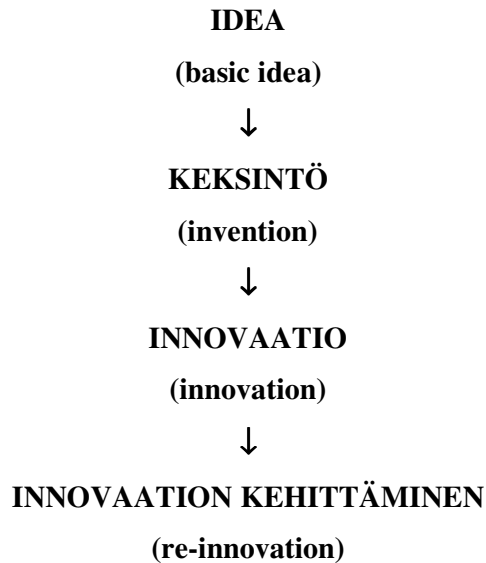 IDEA
(basic idea)
↓
KEKSINTÖ
(invention)
↓
INNOVAATIO
(innovation)
↓
INNOVAATION KEHITTÄMINEN
(re-innovation)